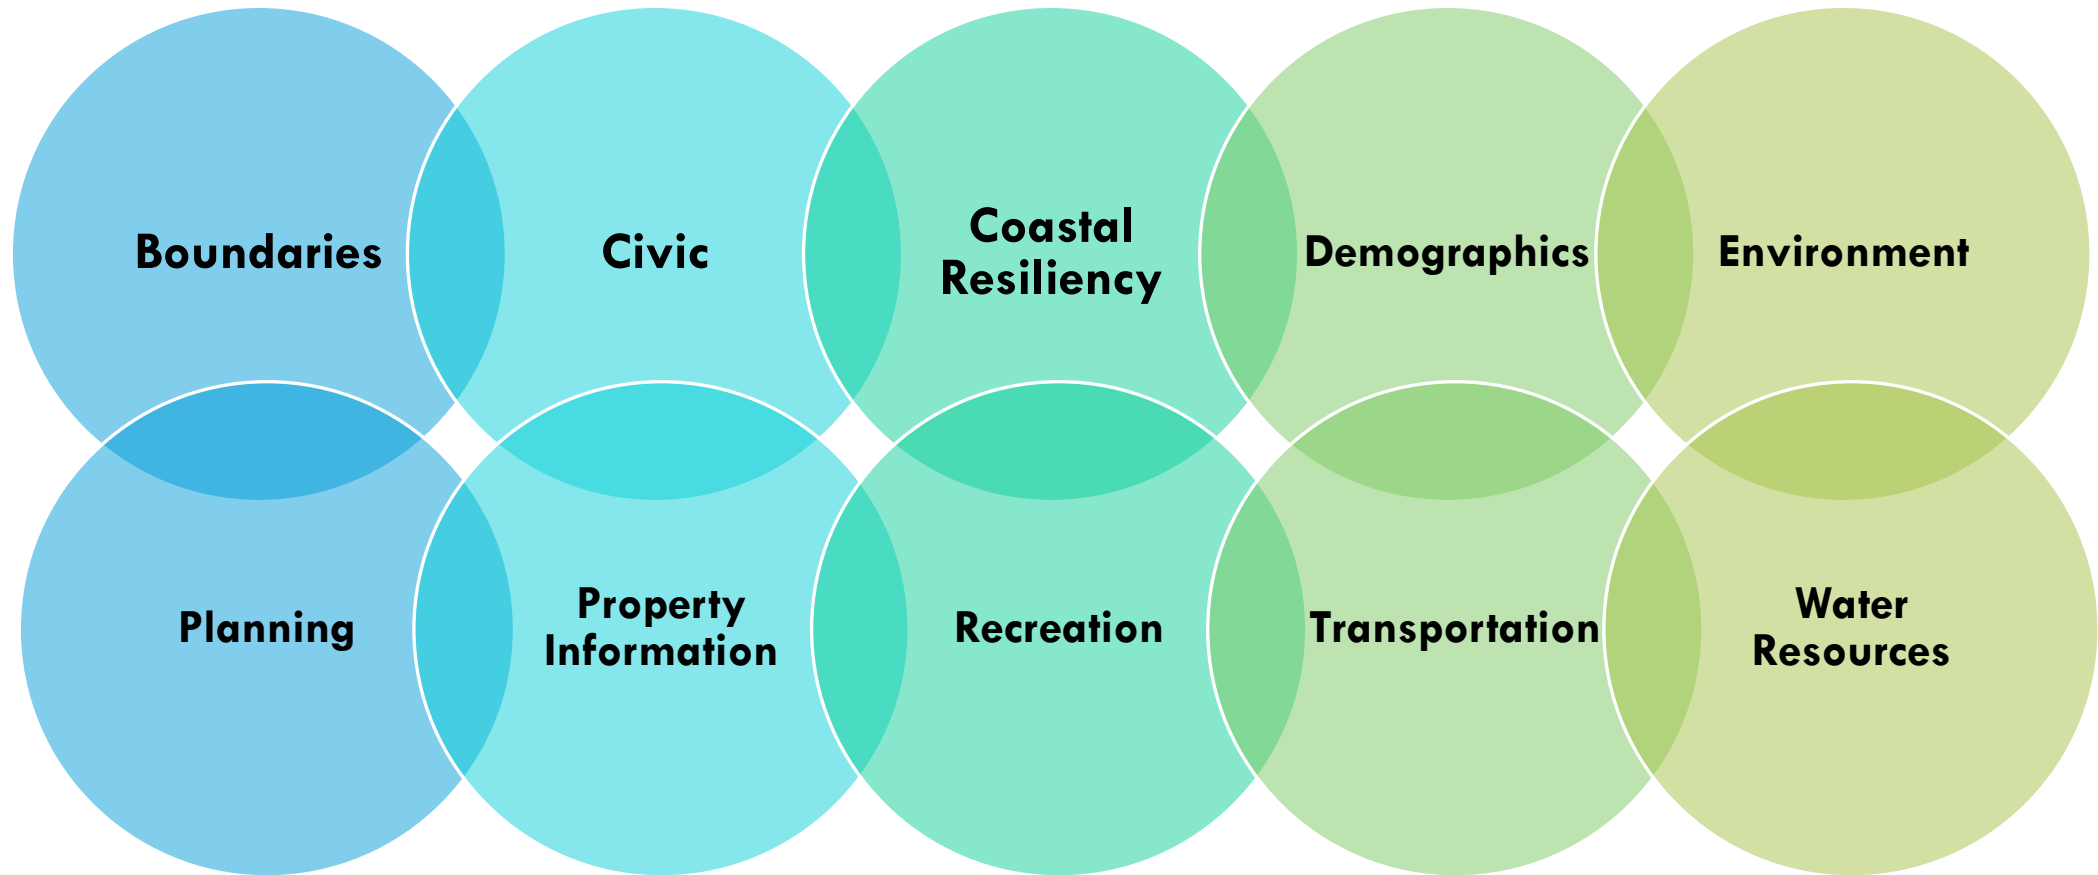 Boundaries
Civic
Coastal
Resiliency
Demographics
Environment
Planning
Property
Information
Recreation
Transportation
Water
Resources